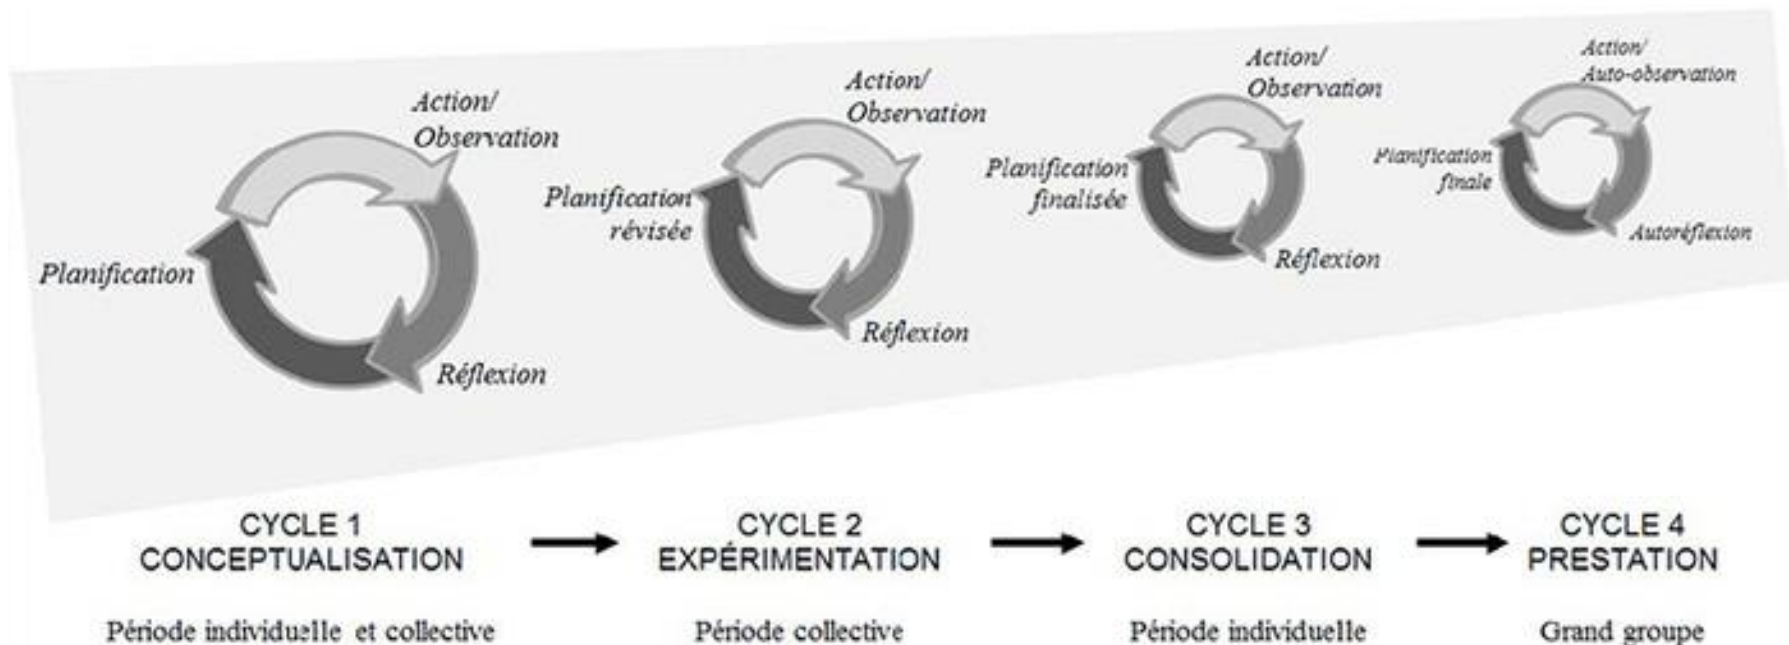 Action/
Observation
Planification
Réflexion
Action/
Observation
Planification
révisée
Réflexion
Action/
Observation
Planification
finalisée
Réflexion
Action/
Auto-observation
Planification
finale
Autoréflexion
CYCLE 1
CONCEPTUALISATION
Période individuelle et collective
CYCLE 2
EXPÉRIMENTATION
Période collective
CYCLE 3
CONSOLIDATION
Période individuelle
CYCLE 4
PRESTATION
Grand groupe